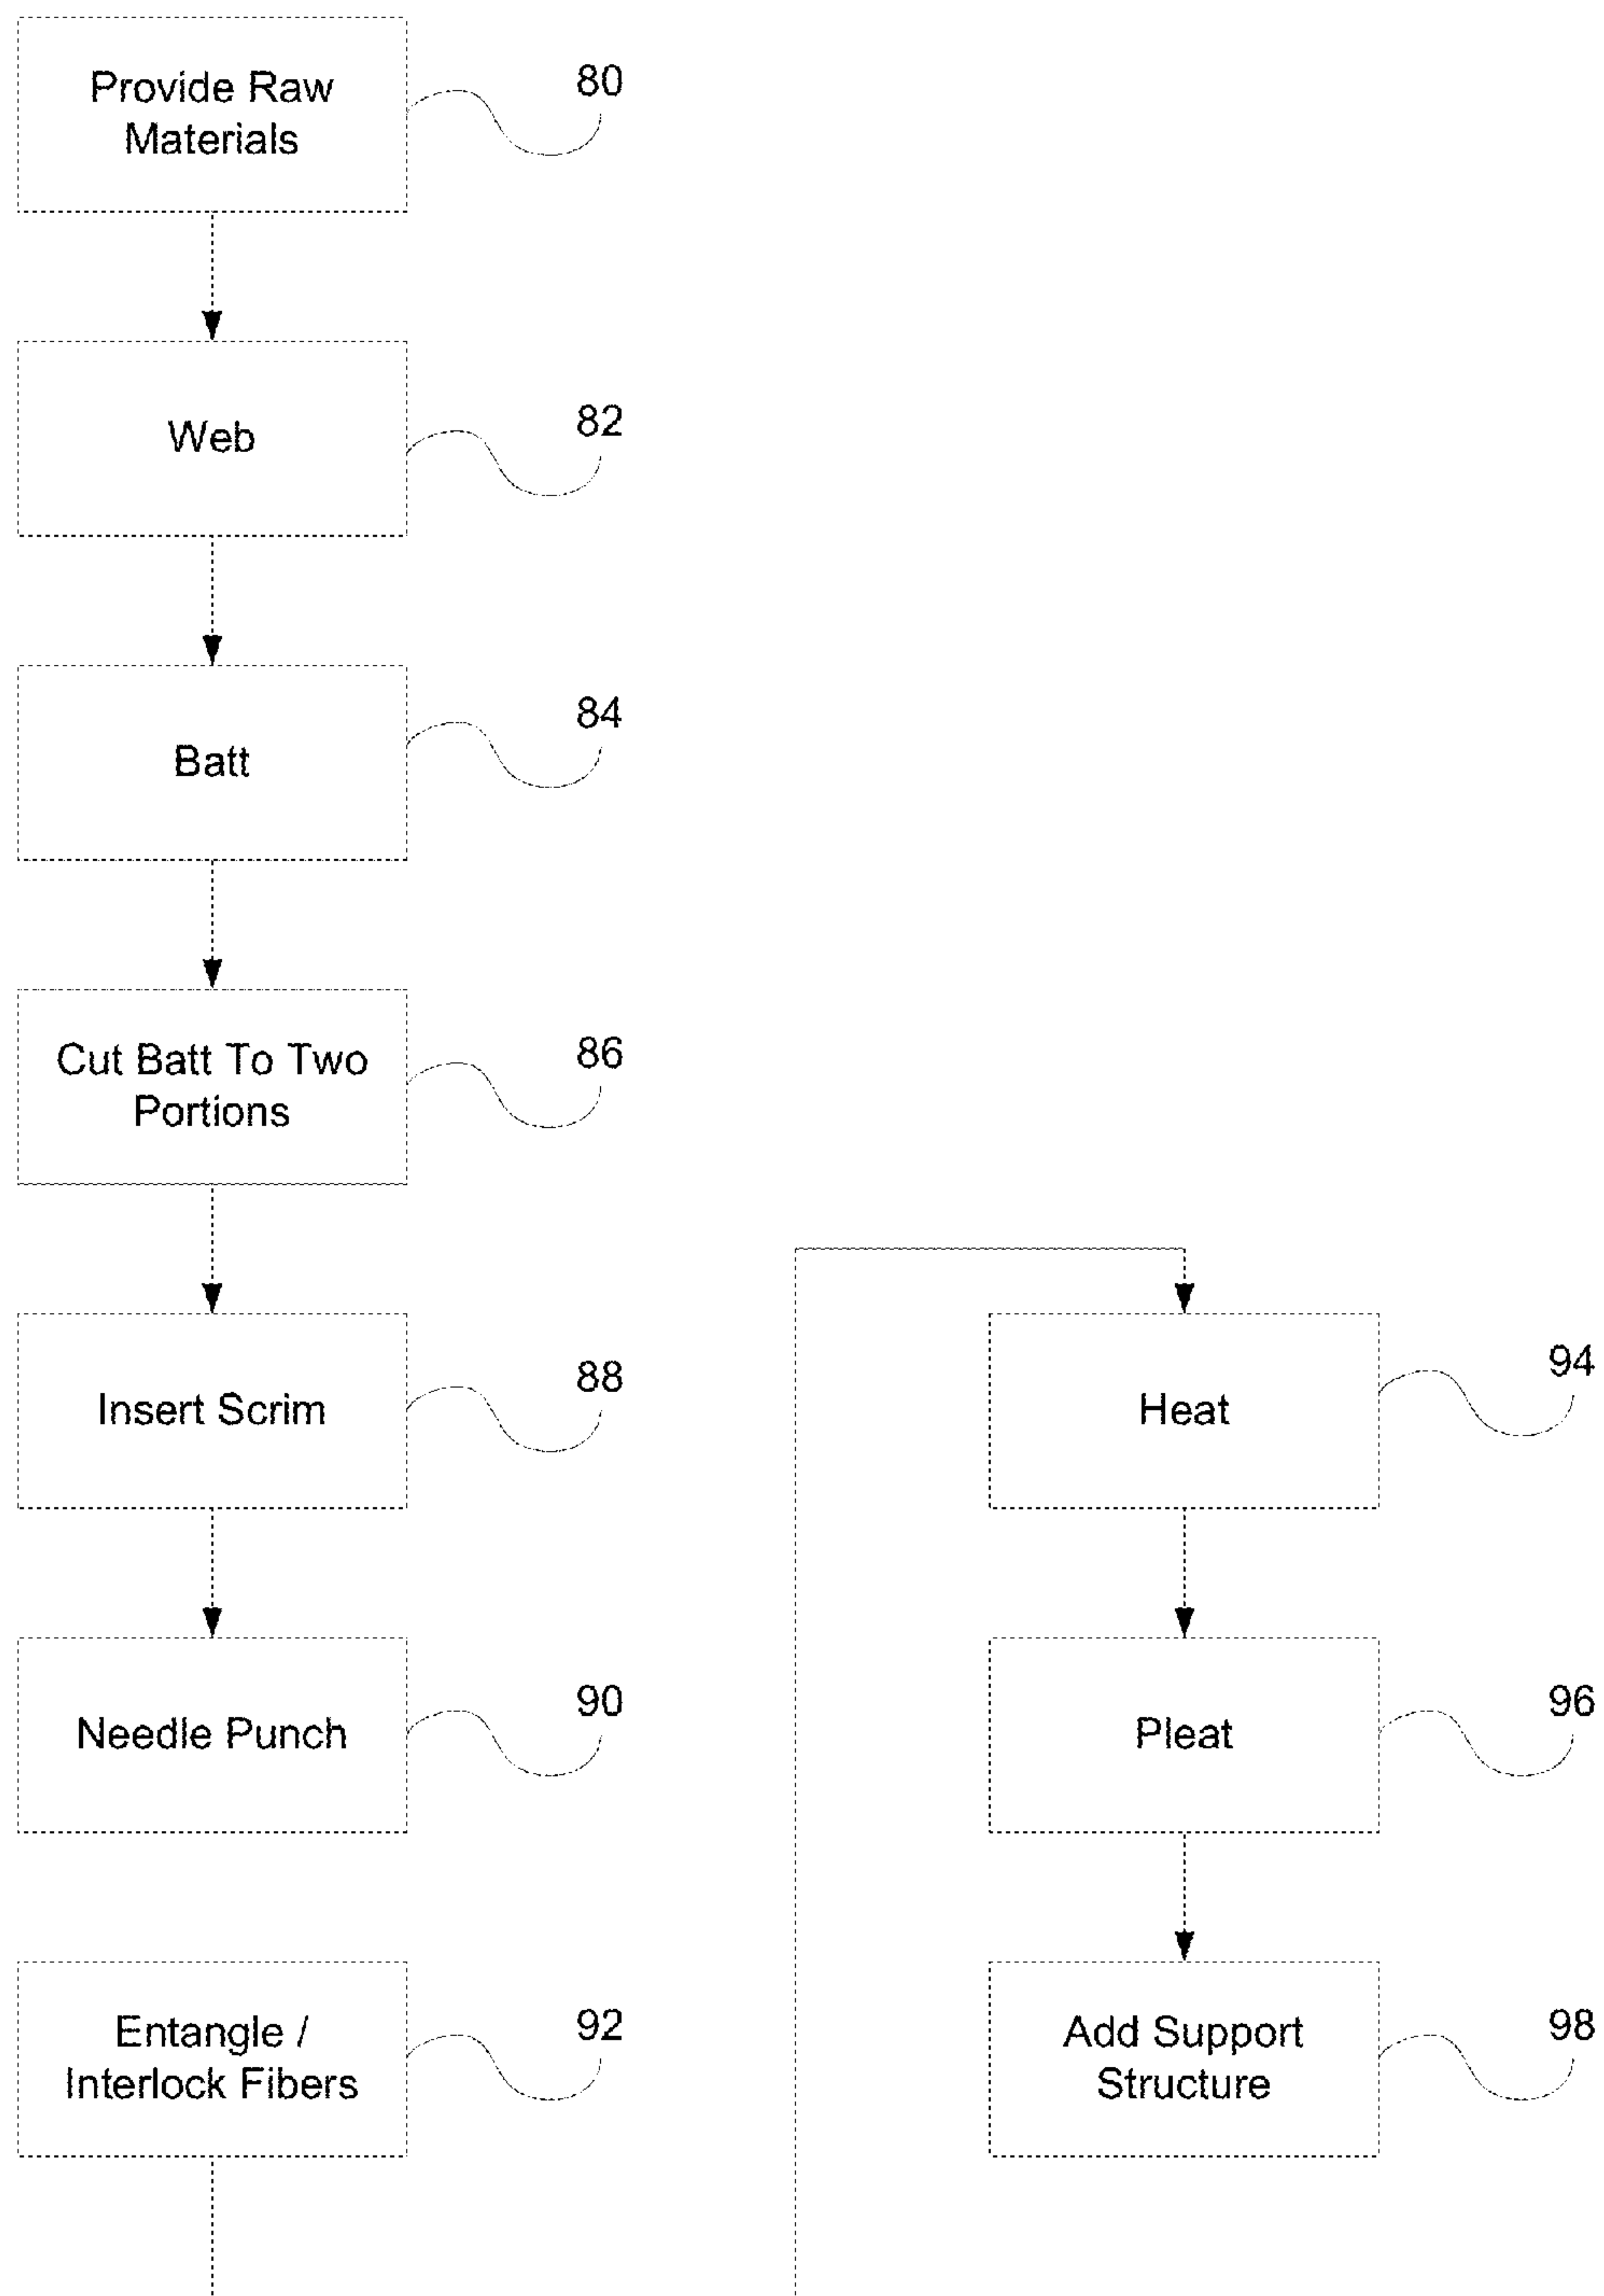 Provide Raw
Materials
80
Web
82
Batt
84
Cut Batt To Two
Portions
86
Insert Scrim
88
Needle Punch
90
Entangle /
Interlock Fibers
92
Heat
94
Pleat
96
Add Support
Structure
98